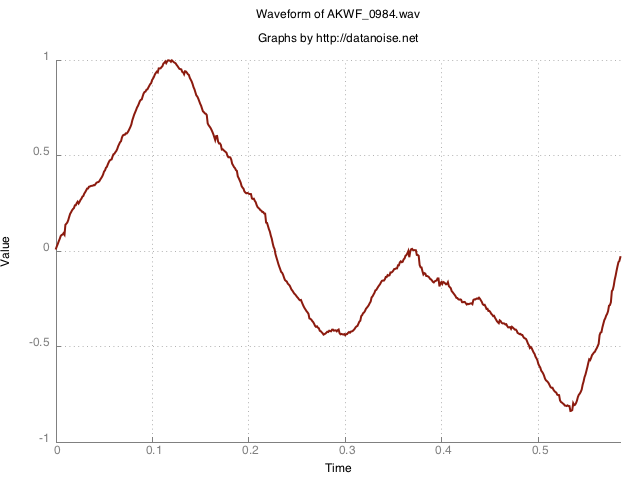 Waveform of AKWF_0984.wav
Graphs by http://datanoise.net
1
0.5
0
-0.5
-1
Value
0 0.1 0.2 0.3 0.4 0.5
Time